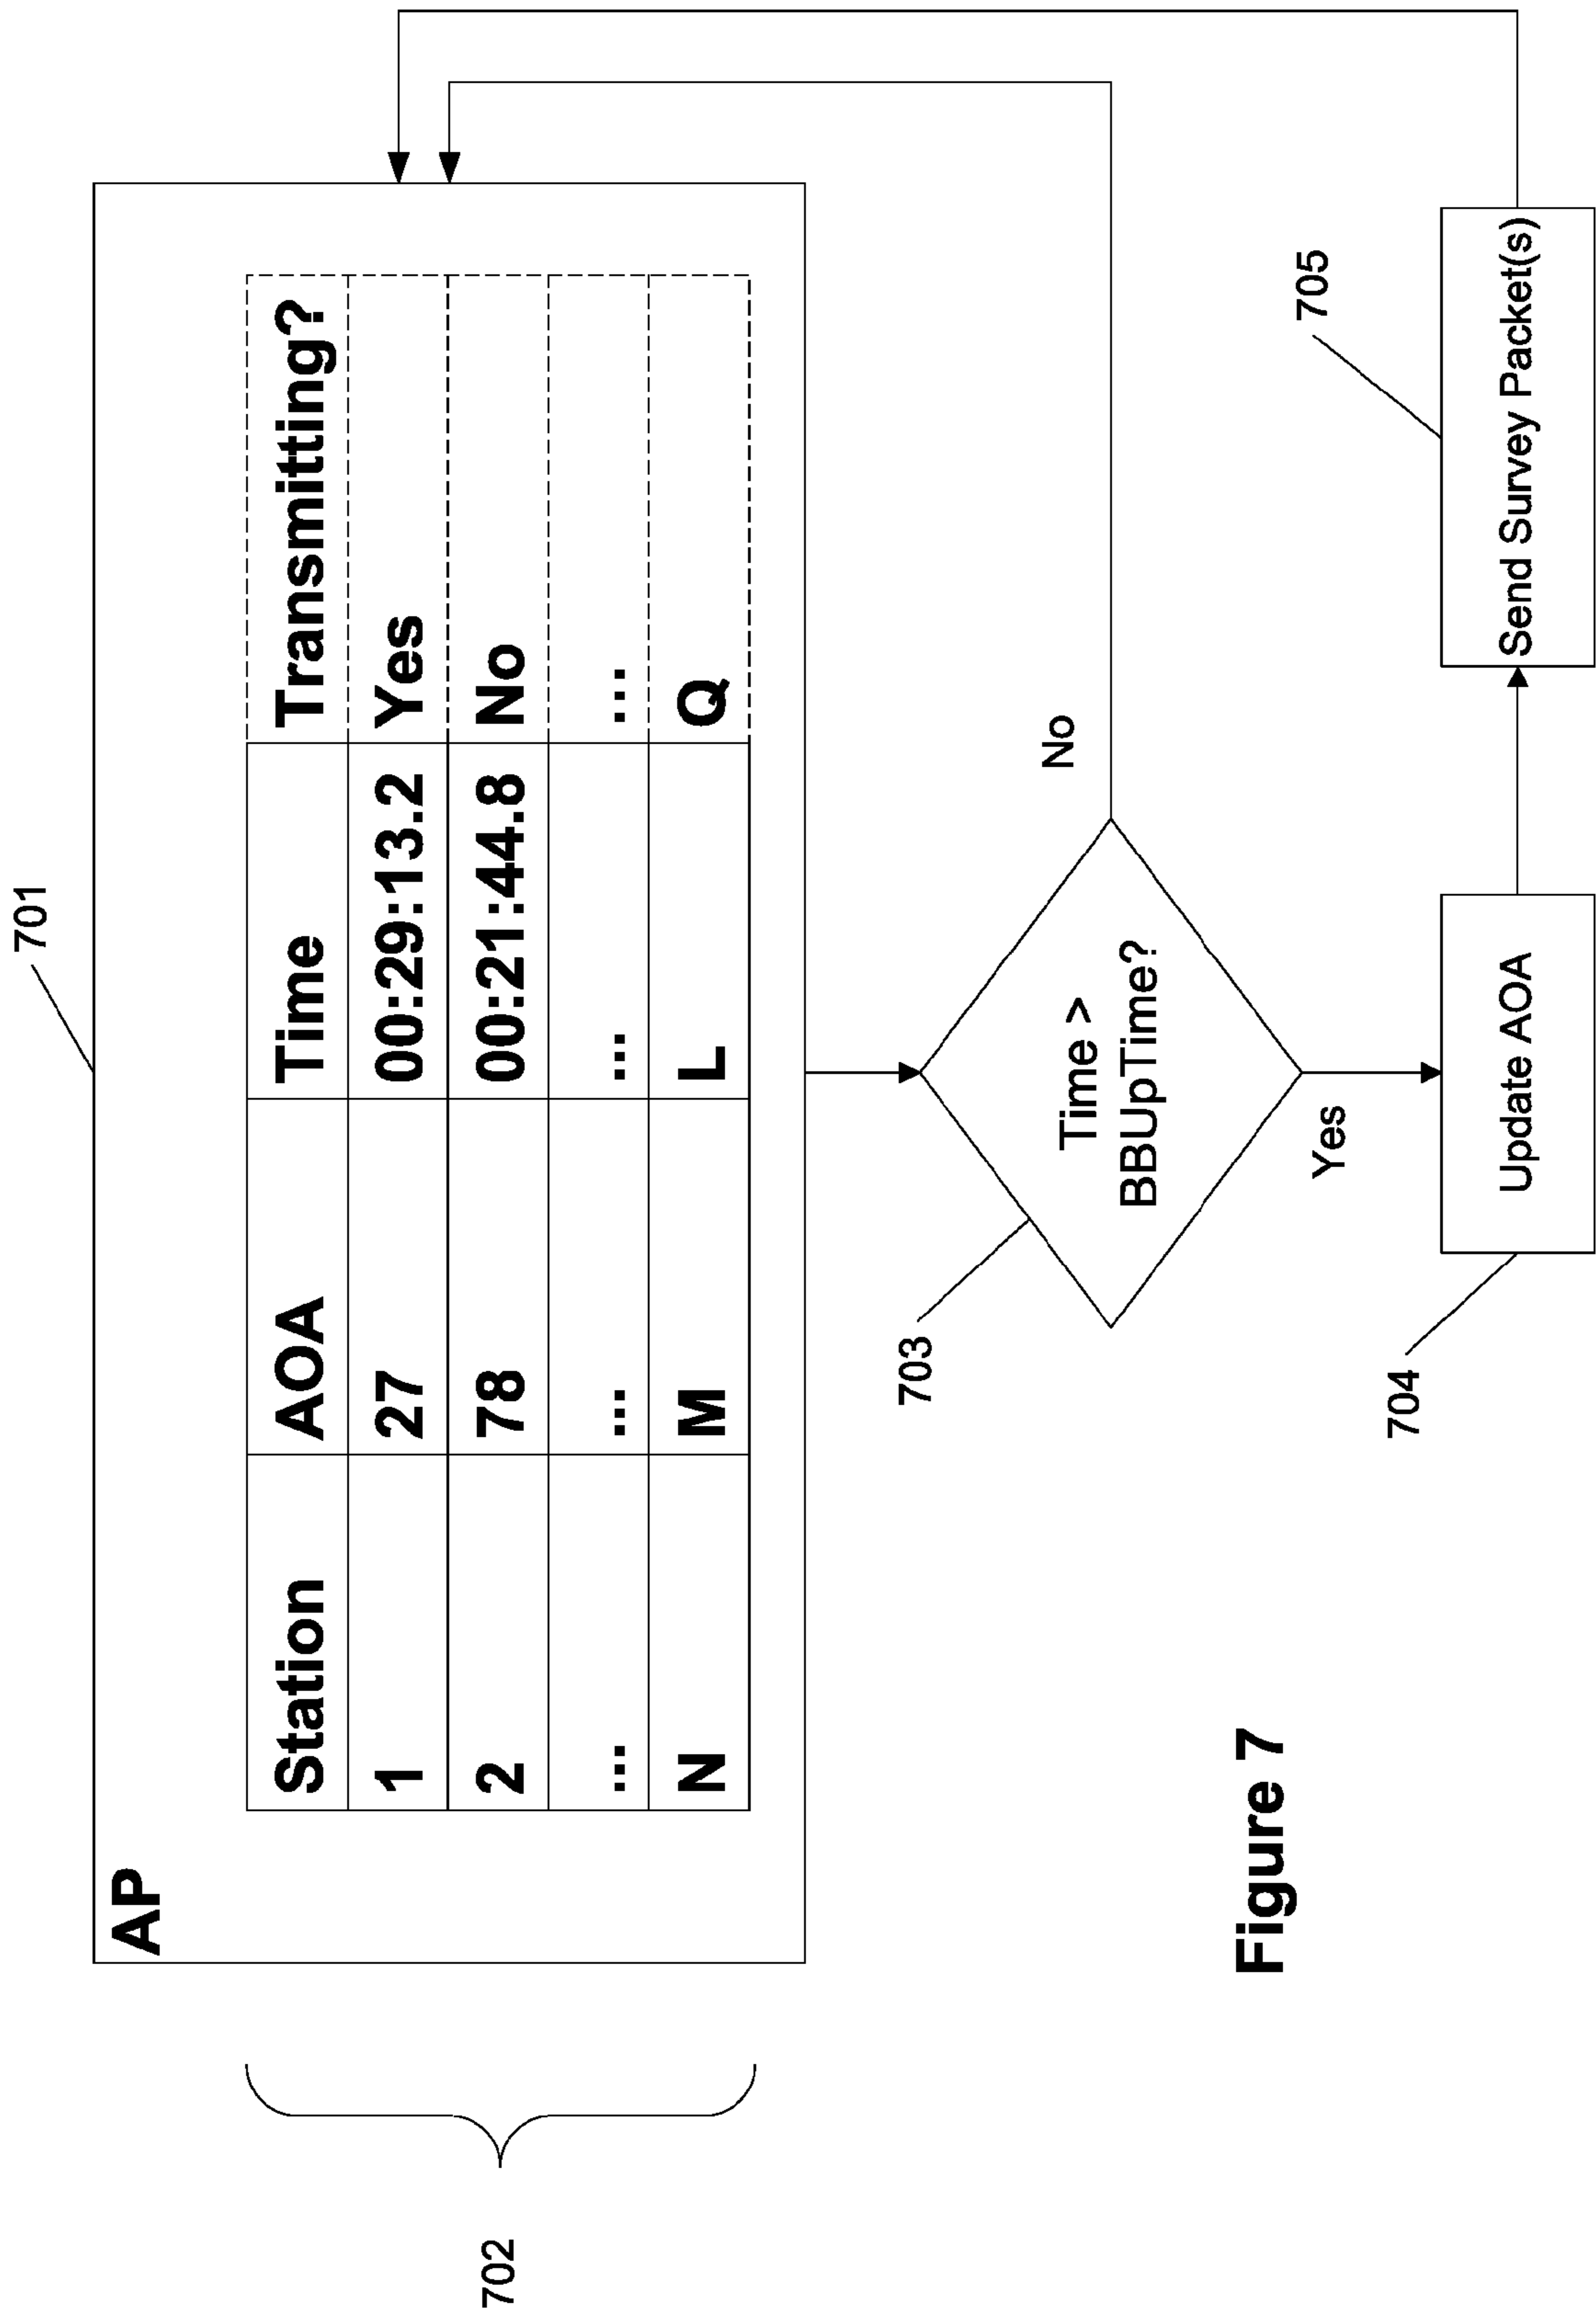 701
AP
Station AOA Time Transmitting?
1 27 00:29:13.2 Yes
2 78 00:21:44.8 No
... ... ... ...
N M L Q
702
703
Time >
BBUpTime?
No
Yes
704
Update AOA
705
Send Survey Packet(s)
Figure 7